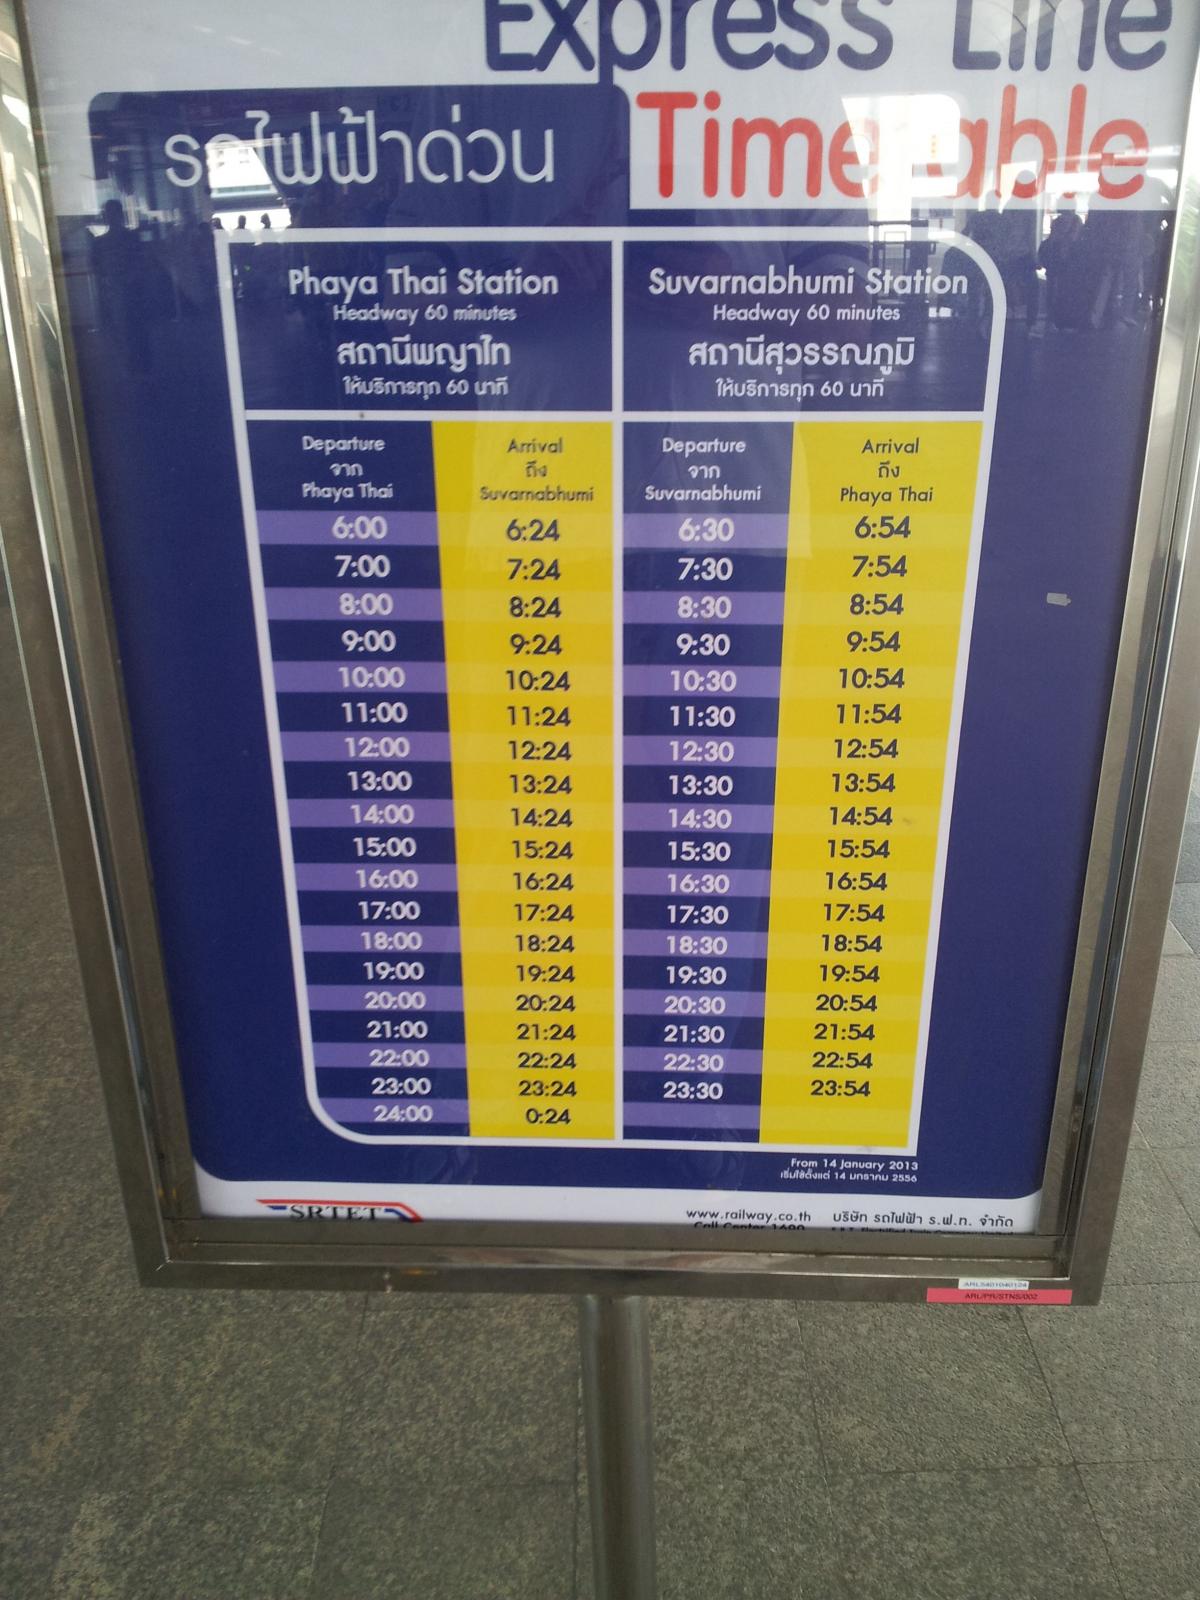 Express Line
รถไฟฟ้าด่วน Timetable
Phaya Thai Station
Headway 60 minutes
สถานีพญาไท
ให้บริการทุก 60 นาที
Suvarnabhumi Station
Headway 60 minutes
สถานีสุวรรณภูมิ
ให้บริการทุก 60 นาที
Departure
จาก
Phaya Thai
Arrival
ถึง
Suvarnabhumi
Departure
จาก
Suvarnabhumi
Arrival
ถึง
Phaya Thai
6:00 6:24 6:30 6:54
7:00 7:24 7:30 7:54
8:00 8:24 8:30 8:54
9:00 9:24 9:30 9:54
10:00 10:24 10:30 10:54
11:00 11:24 11:30 11:54
12:00 12:24 12:30 12:54
13:00 13:24 13:30 13:54
14:00 14:24 14:30 14:54
15:00 15:24 15:30 15:54
16:00 16:24 16:30 16:54
17:00 17:24 17:30 17:54
18:00 18:24 18:30 18:54
19:00 19:24 19:30 19:54
20:00 20:24 20:30 20:54
21:00 21:24 21:30 21:54
22:00 22:24 22:30 22:54
23:00 23:24 23:30 23:54
24:00 0:24
From 14 January 2013
เริ่มใช้ตั้งแต่ 14 มกราคม 2556
SRTET
www.railway.co.th บริษัท รถไฟฟ้า ร.ฟ.ท. จำกัด
Call Center 1690
ARL/PR/STNS/002